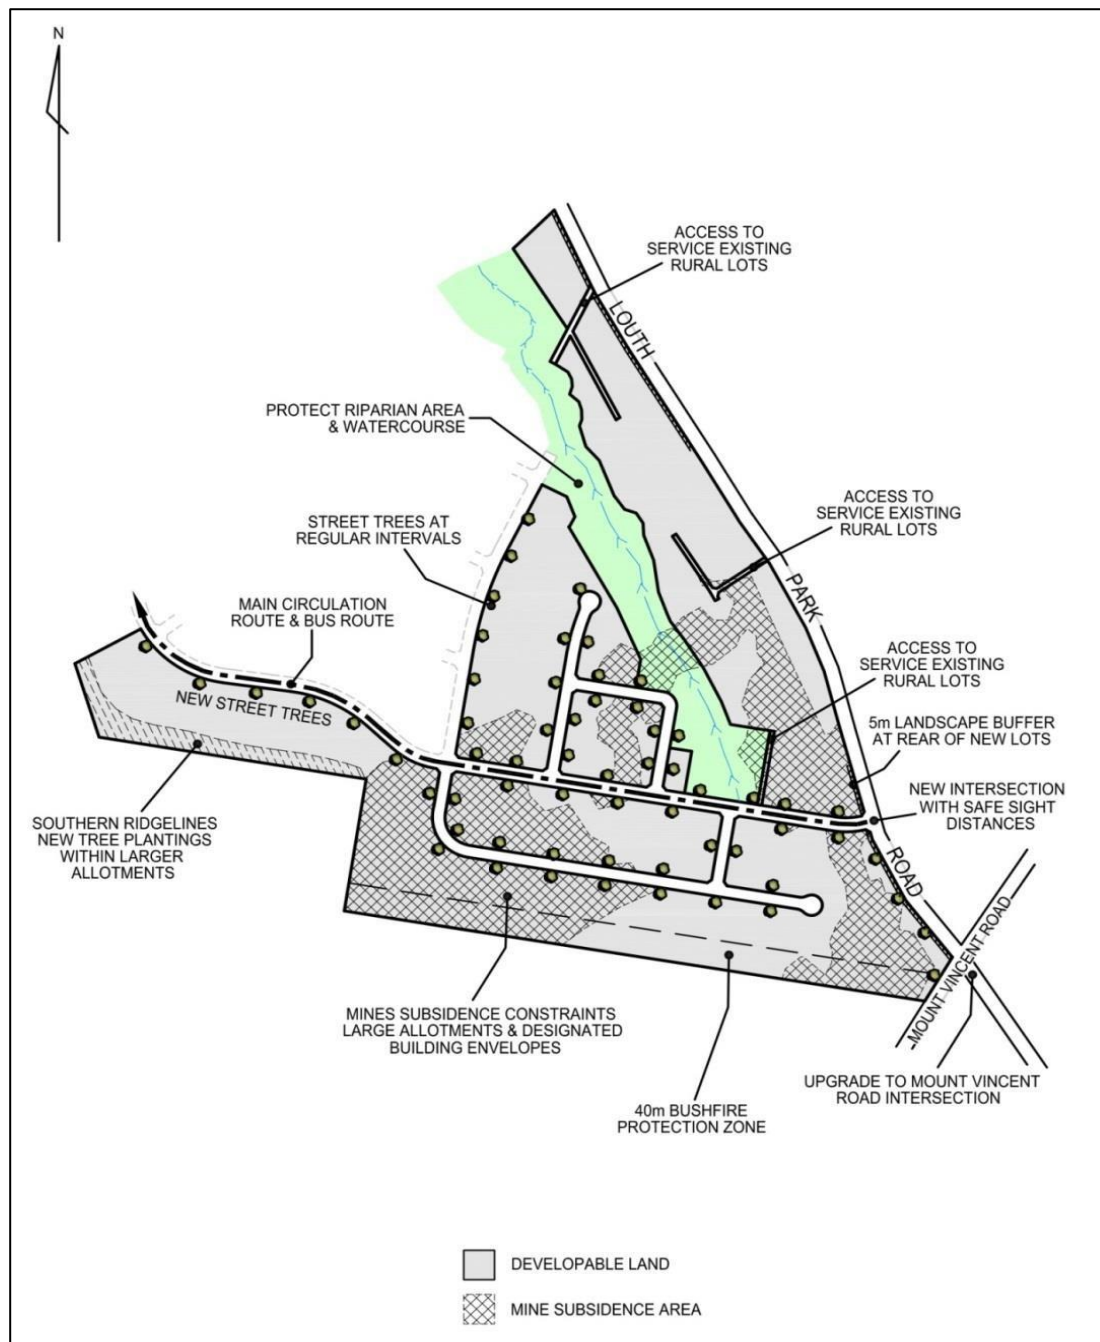 N
ACCESS TO
SERVICE EXISTING
RURAL LOTS
LOUTH
PROTECT RIPARIAN AREA
& WATERCOURSE
ACCESS TO
SERVICE EXISTING
RURAL LOTS
STREET TREES AT
REGULAR INTERVALS
PARK
MAIN CIRCULATION
ROUTE & BUS ROUTE
ACCESS TO
SERVICE EXISTING
RURAL LOTS
NEW STREET TREES
5m LANDSCAPE BUFFER
AT REAR OF NEW LOTS
NEW INTERSECTION
WITH SAFE SIGHT
DISTANCES
SOUTHERN RIDGELINES
NEW TREE PLANTINGS
WITHIN LARGER
ALLOTMENTS
ROAD
MOUNT VINCENT ROAD
MINES SUBSIDENCE CONSTRAINTS
LARGE ALLOTMENTS & DESIGNATED
BUILDING ENVELOPES
UPGRADE TO MOUNT VINCENT
ROAD INTERSECTION
40m BUSHFIRE
PROTECTION ZONE
DEVELOPABLE LAND
MINE SUBSIDENCE AREA